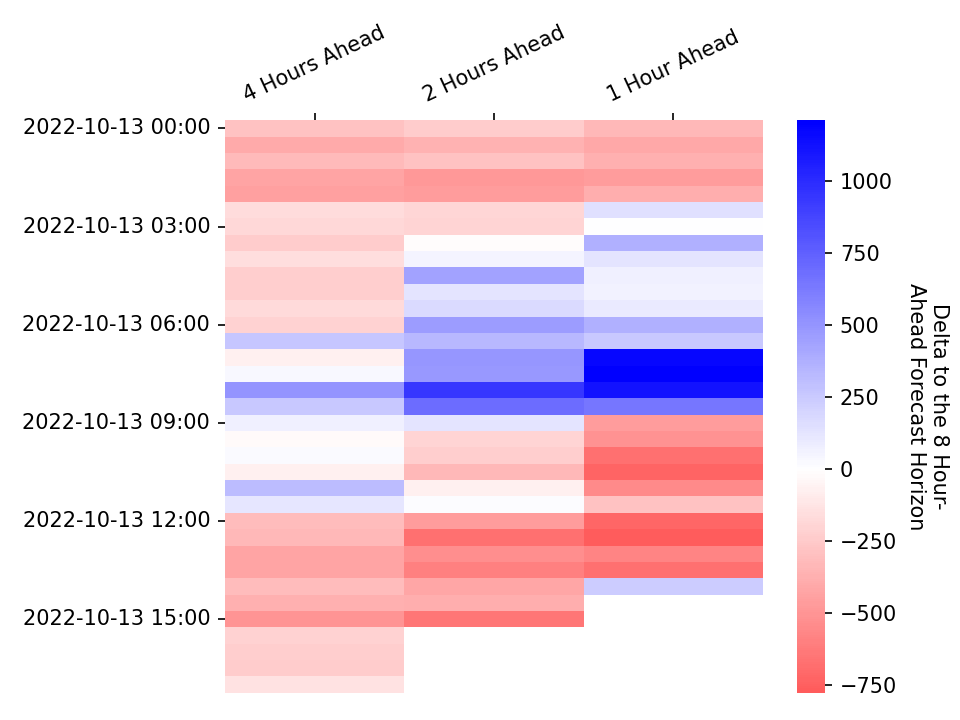 4 Hours Ahead
2 Hours Ahead
1 Hour Ahead
2022-10-13 00:00
2022-10-13 03:00
2022-10-13 06:00
2022-10-13 09:00
2022-10-13 12:00
2022-10-13 15:00
1000
750
500
250
0
−250
−500
−750
Delta to the 8 Hour-
Ahead Forecast Horizon